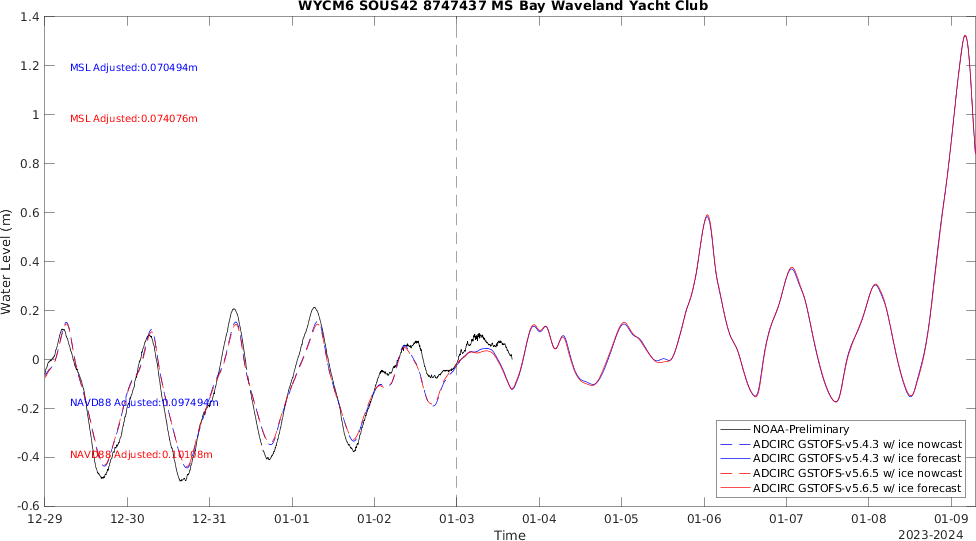 WYCM6 SOUS42 8747437 MS Bay Waveland Yacht Club
1.4
1.2
1
0.8
0.6
0.4
0.2
0
-0.2
-0.4
-0.6
Water Level (m)
MSL Adjusted:0.070494m
MSL Adjusted:0.074076m
NAVD88 Adjusted:0.097494m
NAVD88 Adjusted:0.10108m
NOAA-Preliminary
ADCIRC GSTOFS-v5.4.3 w/ ice nowcast
ADCIRC GSTOFS-v5.4.3 w/ ice forecast
ADCIRC GSTOFS-v5.6.5 w/ ice nowcast
ADCIRC GSTOFS-v5.6.5 w/ ice forecast
12-29 12-30 12-31 01-01 01-02 01-03 01-04 01-05 01-06 01-07 01-08 01-09
Time
2023-2024